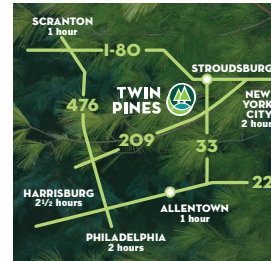 SCRANTON
1 hour
I-80
STROUDSBURG
TWIN
PINES
476
NEW
YORK
CITY
2 hour
209
33
HARRISBURG
2½ hours
22
ALLENTOWN
1 hour
PHILADELPHIA
2 hours